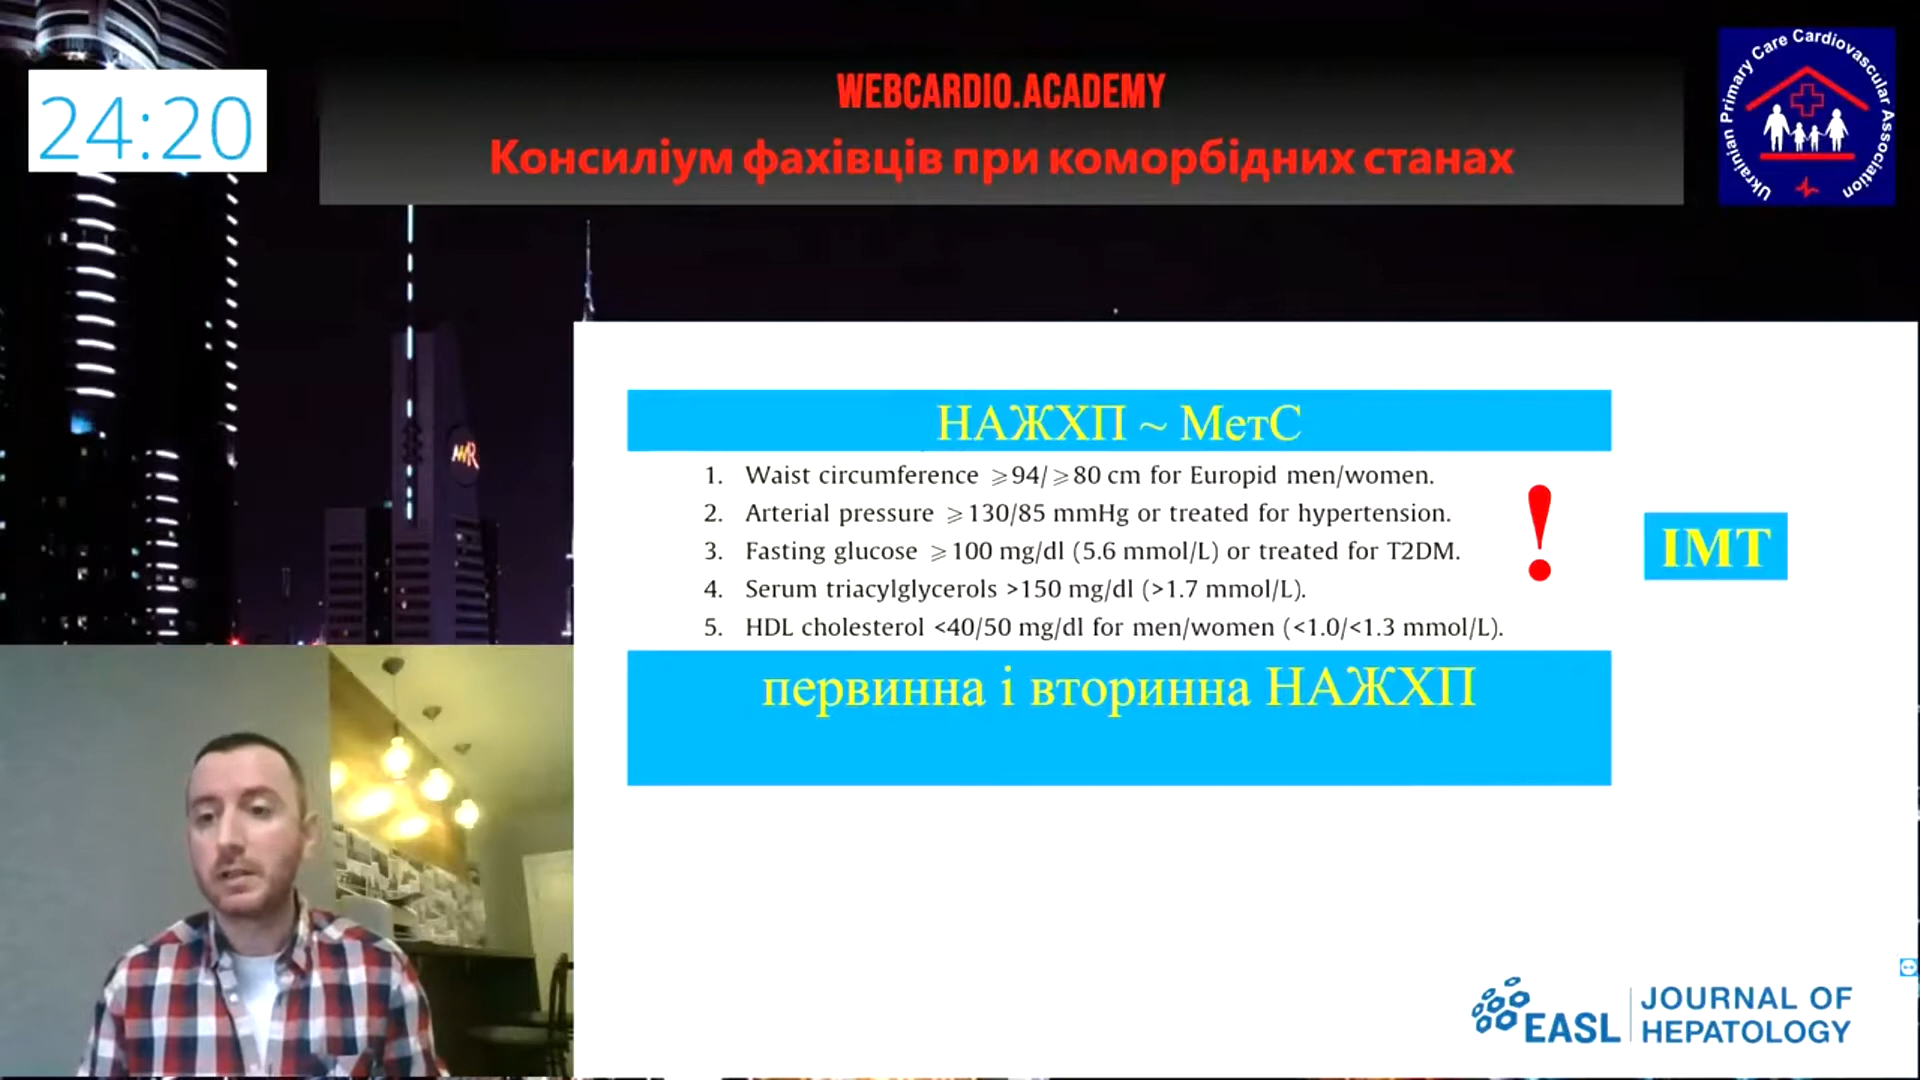 24:20
WEBCARDIO.ACADEMY
Консиліум фахівців при коморбідних станах
Ukrainian Primary Care Cardiovascular Association
НАЖХП ~ МетС
1. Waist circumference ⩾94/⩾80 cm for Europid men/women.
2. Arterial pressure ⩾130/85 mmHg or treated for hypertension.
3. Fasting glucose ⩾100 mg/dl (5.6 mmol/L) or treated for T2DM.
4. Serum triacylglycerols >150 mg/dl (>1.7 mmol/L).
5. HDL cholesterol <40/50 mg/dl for men/women (<1.0/<1.3 mmol/L).
!
ІМТ
первинна і вторинна НАЖХП
EASL
JOURNAL OF
HEPATOLOGY